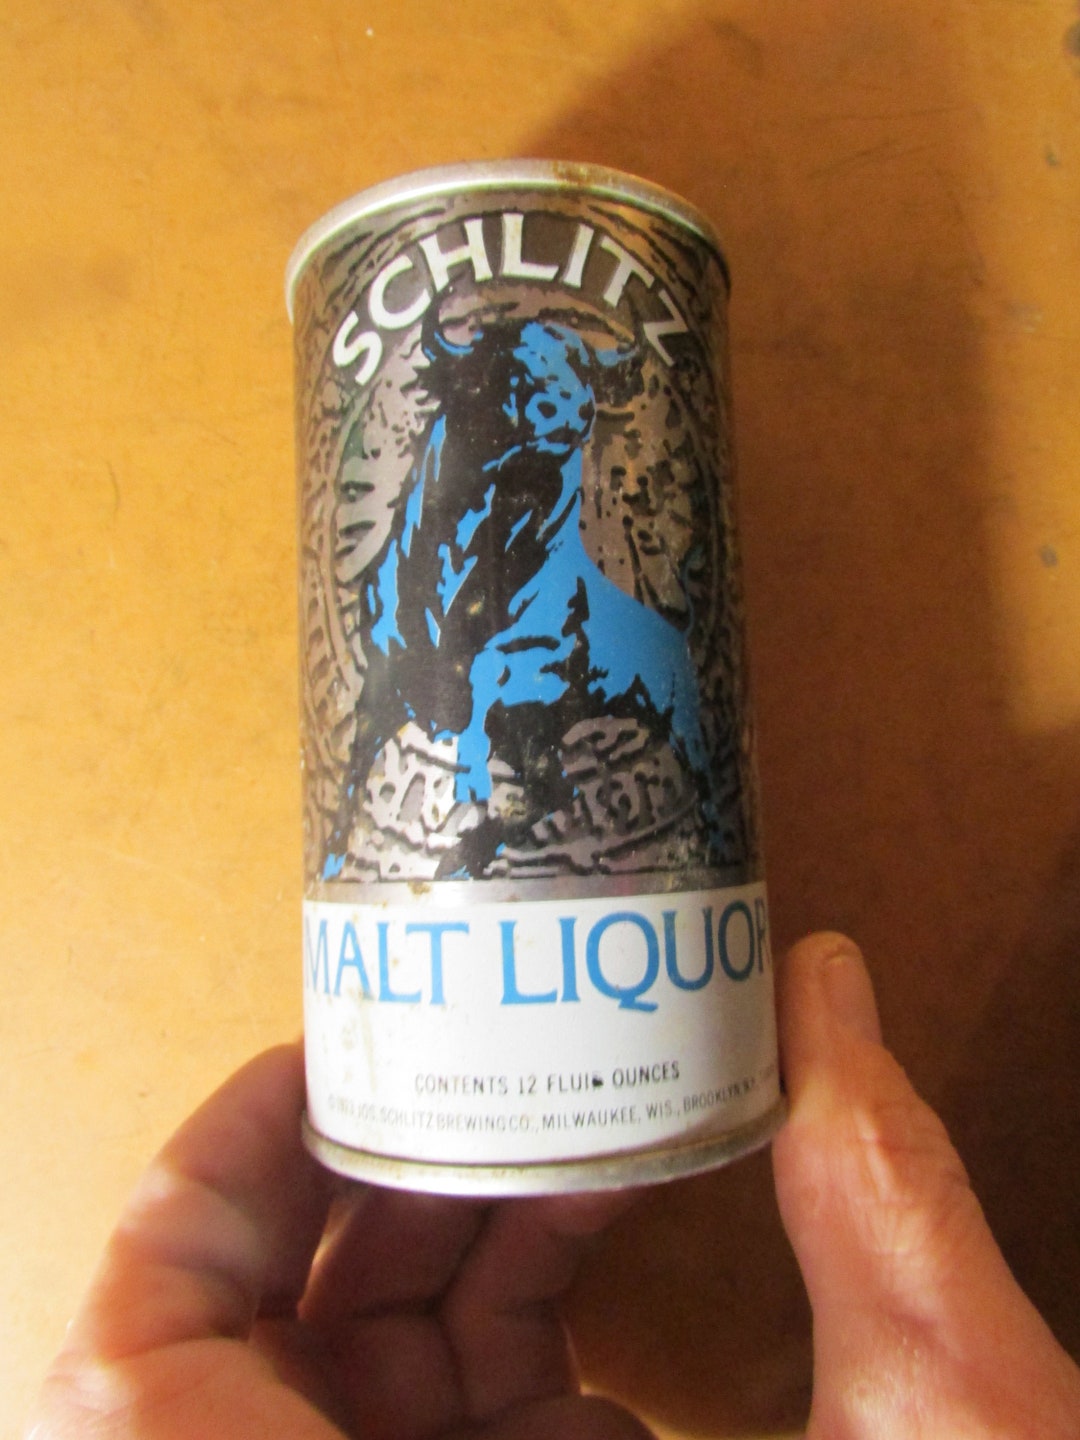 SCHLITZ
MALT LIQUOR
CONTENTS 12 FLUID OUNCES
JOS. SCHLITZ BREWING CO., MILWAUKEE, WIS., BROOKLYN, N.Y.